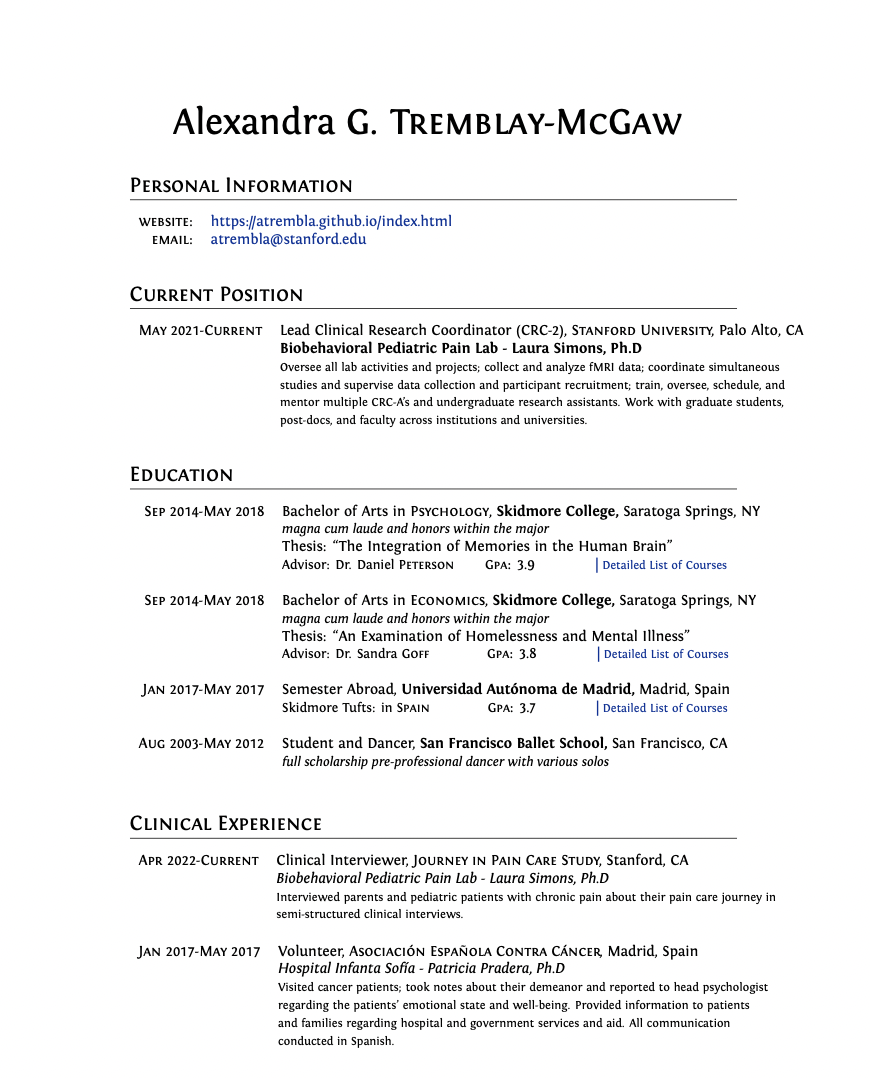 Alexandra G. Tremblay-McGaw
Personal Information
website: https://atrembla.github.io/index.html
email: atrembla@stanford.edu
Current Position
May 2021-Current Lead Clinical Research Coordinator (CRC-2), Stanford University, Palo Alto, CA
Biobehavioral Pediatric Pain Lab - Laura Simons, Ph.D
Oversee all lab activities and projects; collect and analyze fMRI data; coordinate simultaneous
studies and supervise data collection and participant recruitment; train, oversee, schedule, and
mentor multiple CRC-A's and undergraduate research assistants. Work with graduate students,
post-docs, and faculty across institutions and universities.
Education
Sep 2014-May 2018 Bachelor of Arts in Psychology, Skidmore College, Saratoga Springs, NY
magna cum laude and honors within the major
Thesis: “The Integration of Memories in the Human Brain”
Advisor: Dr. Daniel Peterson Gpa: 3.9 | Detailed List of Courses
Sep 2014-May 2018 Bachelor of Arts in Economics, Skidmore College, Saratoga Springs, NY
magna cum laude and honors within the major
Thesis: “An Examination of Homelessness and Mental Illness”
Advisor: Dr. Sandra Goff Gpa: 3.8 | Detailed List of Courses
Jan 2017-May 2017 Semester Abroad, Universidad Autónoma de Madrid, Madrid, Spain
Skidmore Tufts: in Spain Gpa: 3.7 | Detailed List of Courses
Aug 2003-May 2012 Student and Dancer, San Francisco Ballet School, San Francisco, CA
full scholarship pre-professional dancer with various solos
Clinical Experience
Apr 2022-Current Clinical Interviewer, Journey in Pain Care Study, Stanford, CA
Biobehavioral Pediatric Pain Lab - Laura Simons, Ph.D
Interviewed parents and pediatric patients with chronic pain about their pain care journey in
semi-structured clinical interviews.
Jan 2017-May 2017 Volunteer, Asociación Española Contra Cáncer, Madrid, Spain
Hospital Infanta Sofía - Patricia Pradera, Ph.D
Visited cancer patients; took notes about their demeanor and reported to head psychologist
regarding the patients' emotional state and well-being. Provided information to patients
and families regarding hospital and government services and aid. All communication
conducted in Spanish.